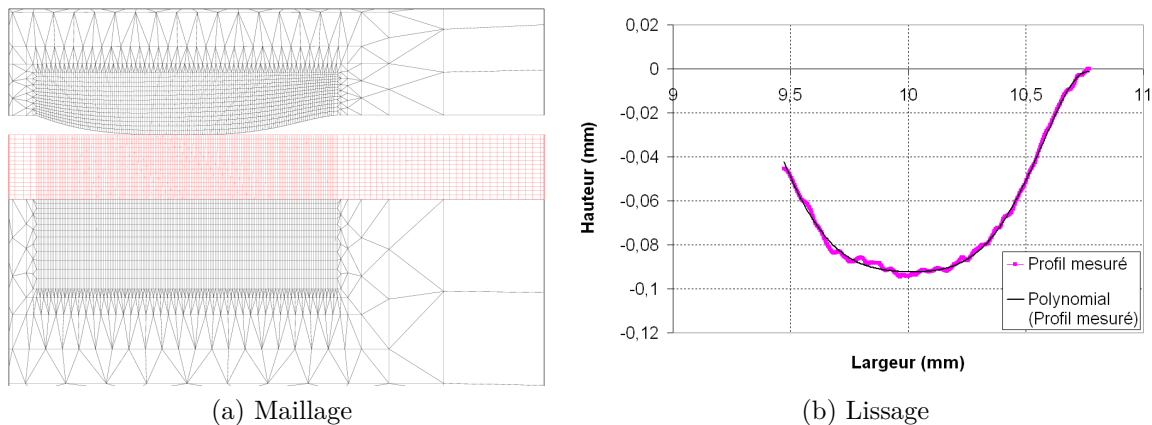 0,02
0
-0,02
-0,04
-0,06
-0,08
-0,1
-0,12
9
9,5
10
10,5
11
Hauteur (mm)
Largeur (mm)
Profil mesuré
Polynomial
(Profil mesuré)
(a) Maillage
(b) Lissage